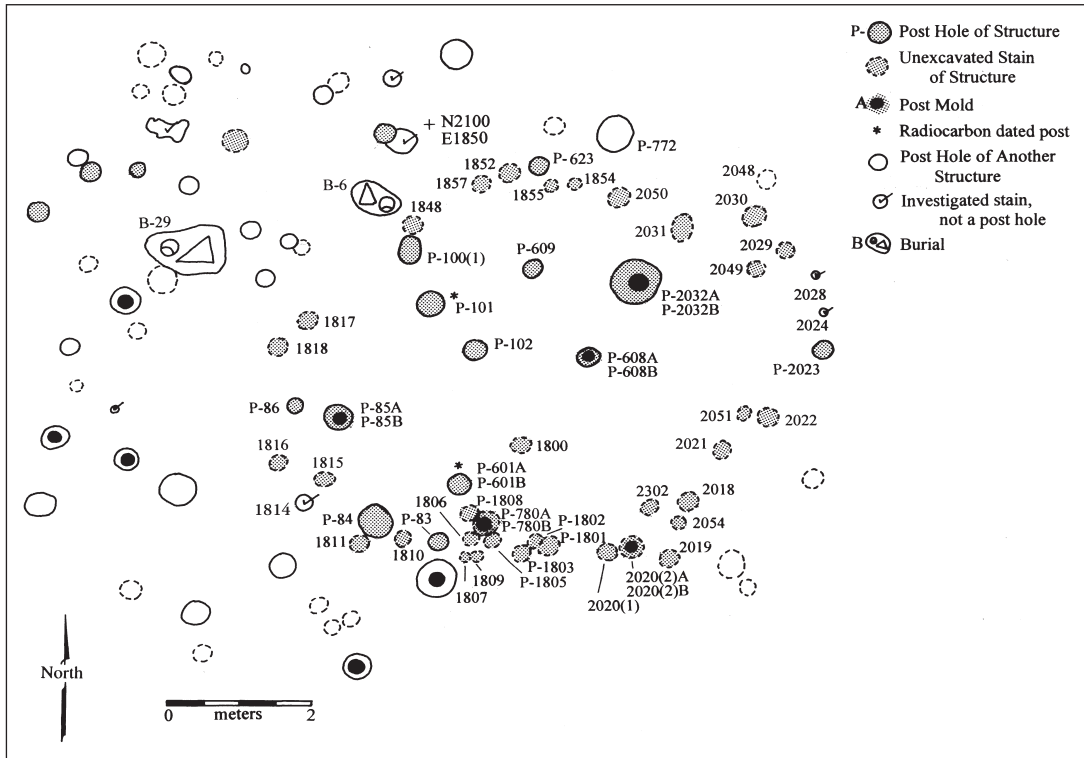 P- Post Hole of Structure
Unexcavated Stain
of Structure
A Post Mold
* Radiocarbon dated post
Post Hole of Another
Structure
Investigated stain,
not a post hole
B Burial
+ N2100
E1850
P-772
1852
P-623
1857
1855
1854
2048
B-6
2050
2030
1848
2031
B-29
P-100(1)
P-609
2029
2049
* P-101
P-2032A
P-2032B
2028
2024
1817
1818
P-102
P-608A
P-608B
P-2023
P-86
P-85A
P-85B
2051
2022
1816
1800
2021
1815
*
P-601A
P-601B
1814
1806
P-1808
P-780A
P-780B
2302
2018
P-84
P-83
P-1802
P-1801
2054
1811
1810
2019
P-1803
1809
P-1805
1807
2020(1)
2020(2)A
2020(2)B
North
0 meters 2